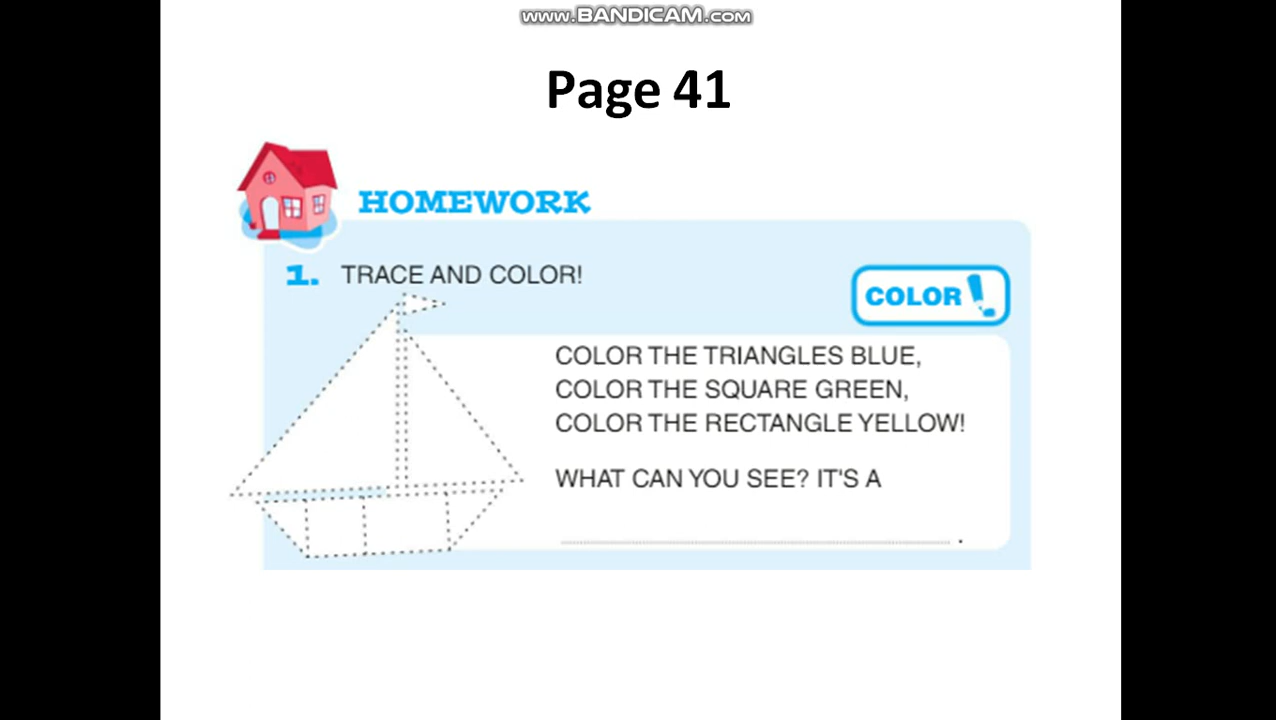 www.BANDICAM.com
Page 41
HOMEWORK
1. TRACE AND COLOR!
COLOR
COLOR THE TRIANGLES BLUE,
COLOR THE SQUARE GREEN,
COLOR THE RECTANGLE YELLOW!
WHAT CAN YOU SEE? IT'S A
.